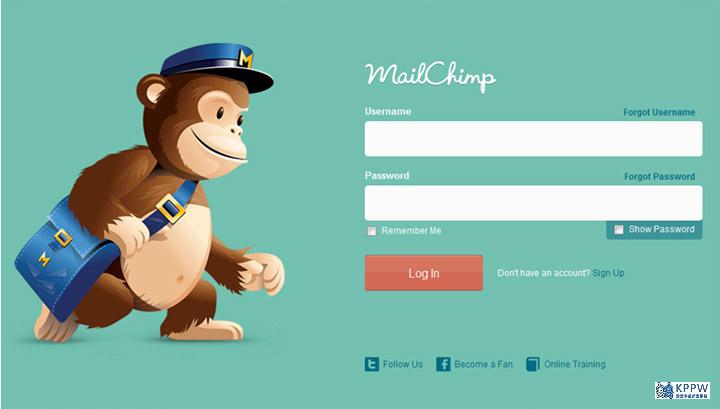 M
MailChimp
Username
Forgot Username
Password
Forgot Password
Remember Me
Show Password
Log In
Don't have an account? Sign Up
Follow Us
Become a Fan
Online Training
M
KPPW